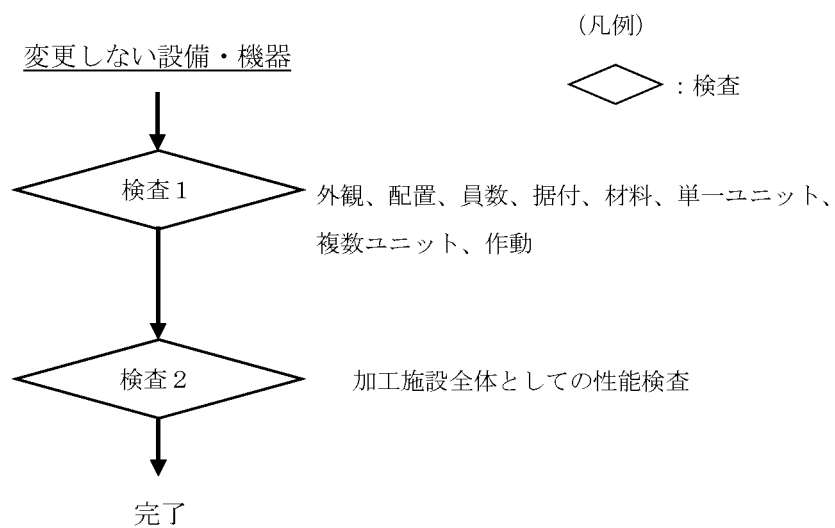 (凡例)
変更しない設備・機器
:検査
検査1
外観、配置、員数、据付、材料、単一ユニット、
複数ユニット、作動
検査2
加工施設全体としての性能検査
完了